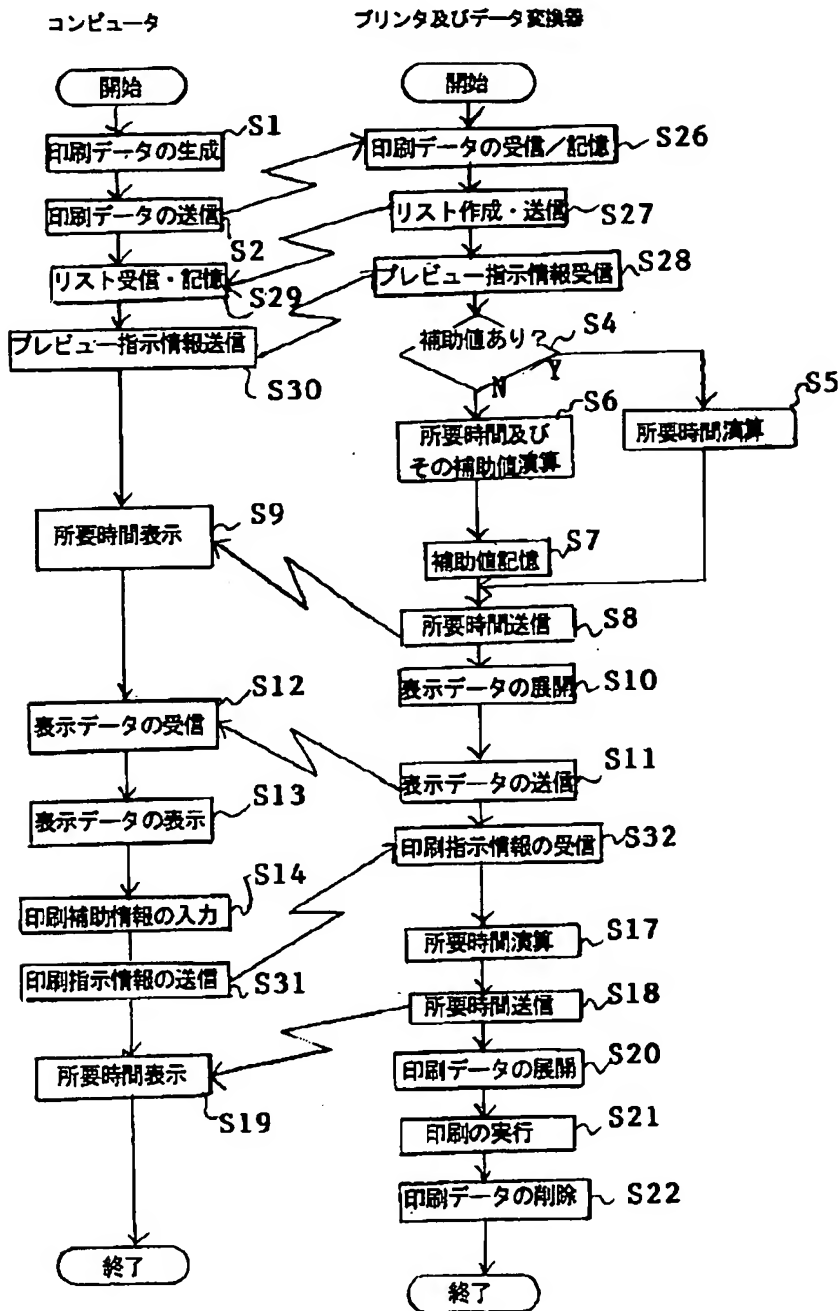 コンピュータ
プリンタ及びデータ変換器
開始
開始
印刷データの生成
S1
印刷データの受信/記憶
S26
印刷データの送信
S2
リスト作成・送信
S27
リスト受信・記憶
S29
プレビュー指示情報受信
S28
プレビュー指示情報送信
S30
補助値あり?
S4
Y
N
S6
所要時間及び
その補助値演算
所要時間演算
S5
所要時間表示
S9
補助値記憶
S7
所要時間送信
S8
表示データの展開
S10
表示データの受信
S12
表示データの送信
S11
表示データの表示
S13
印刷指示情報の受信
S32
印刷補助情報の入力
S14
所要時間演算
S17
印刷指示情報の送信
S31
所要時間送信
S18
所要時間表示
S19
印刷データの展開
S20
印刷の実行
S21
印刷データの削除
S22
終了
終了